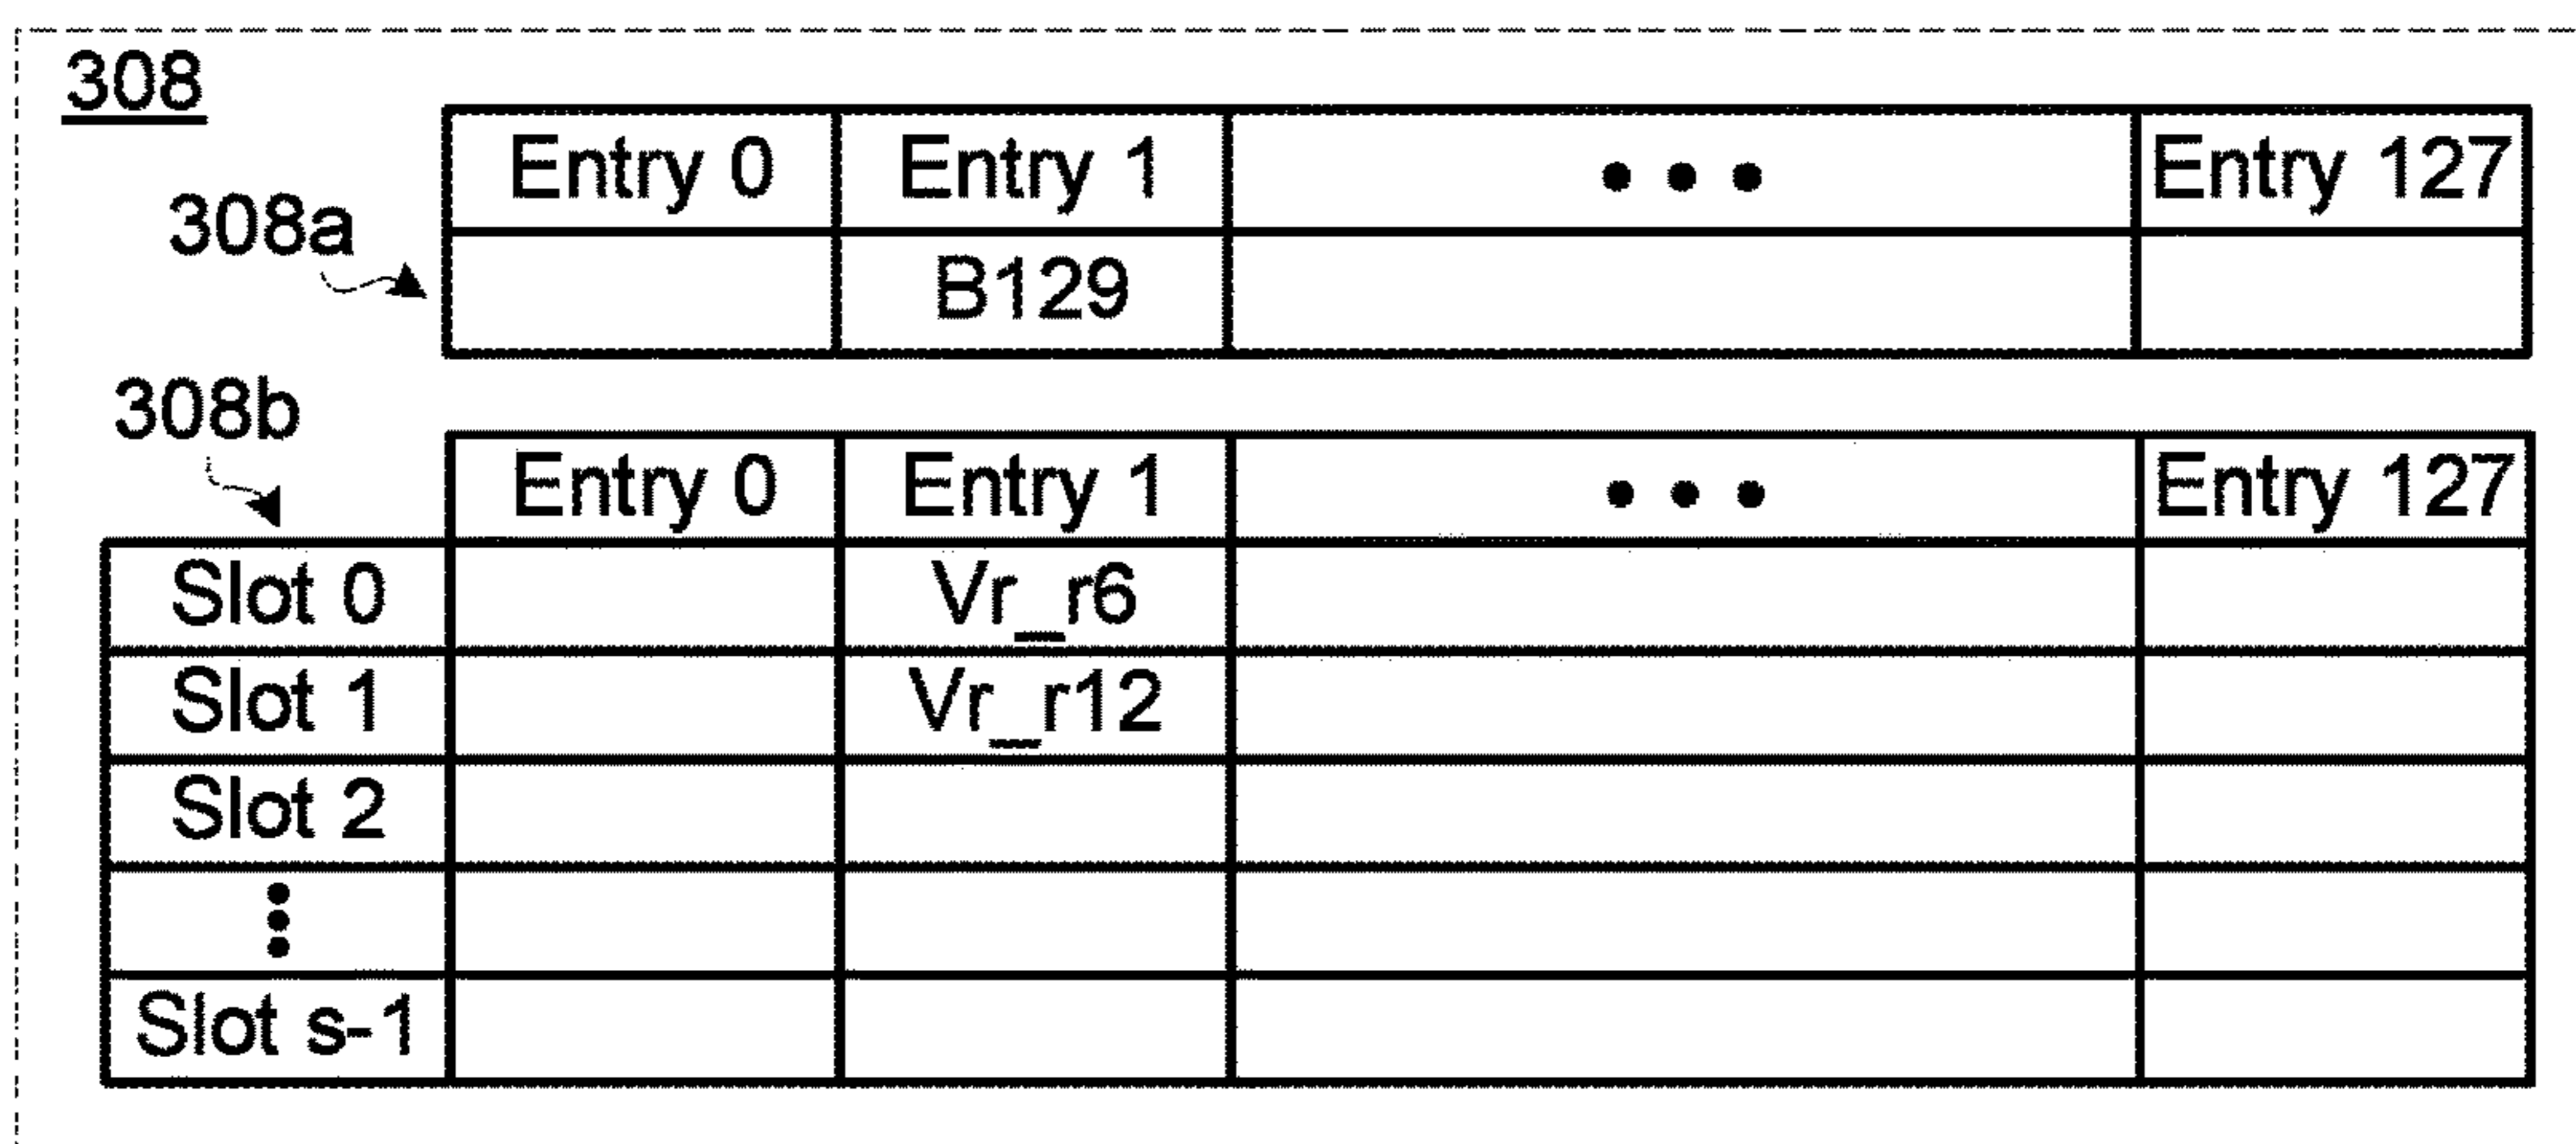 308
Entry 0 Entry 1 ••• Entry 127
308a
B129
308b
Entry 0 Entry 1 ••• Entry 127
Slot 0 Vr_r6
Slot 1 Vr_r12
Slot 2
Slot s-1